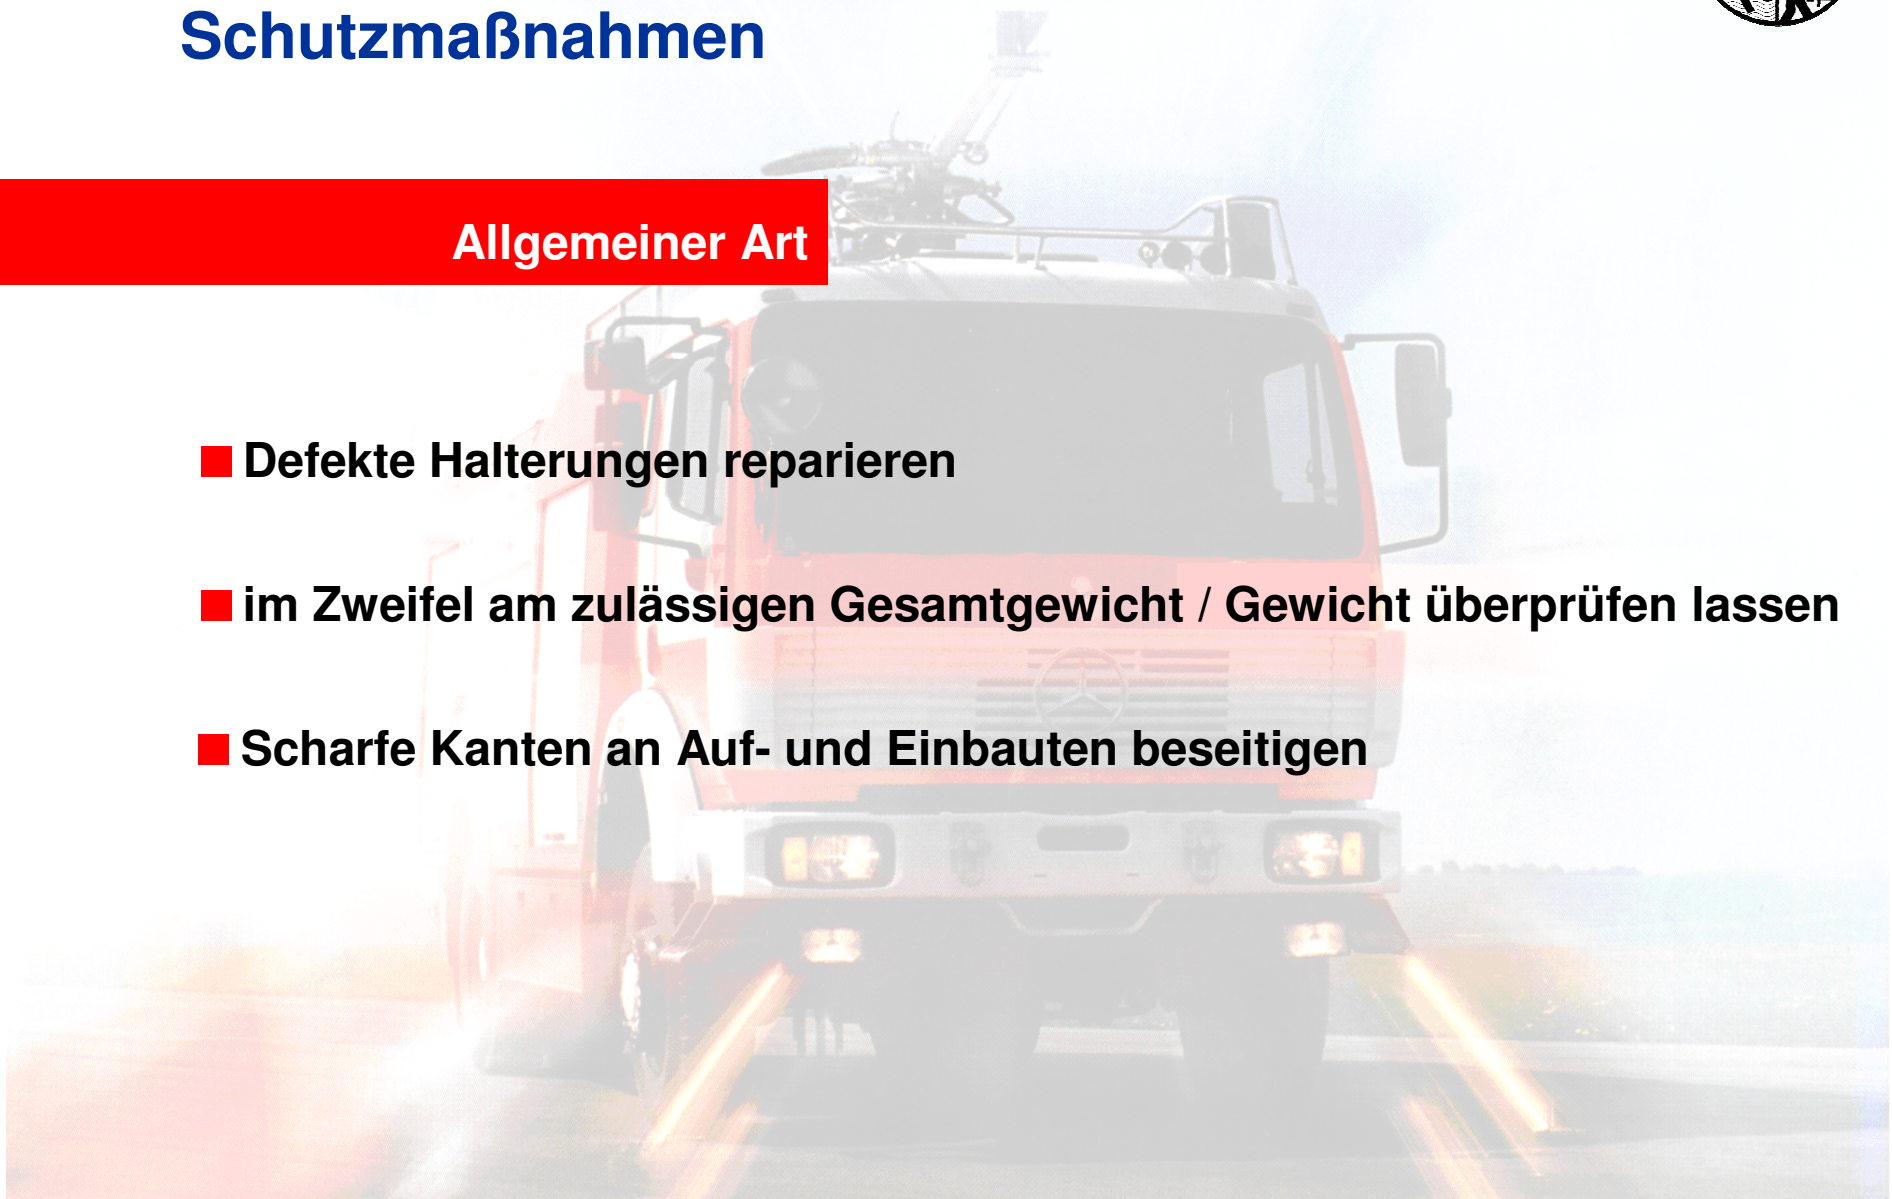 Schutzmaßnahmen
Allgemeiner Art
Defekte Halterungen reparieren
im Zweifel am zulässigen Gesamtgewicht / Gewicht überprüfen lassen
Scharfe Kanten an Auf- und Einbauten beseitigen